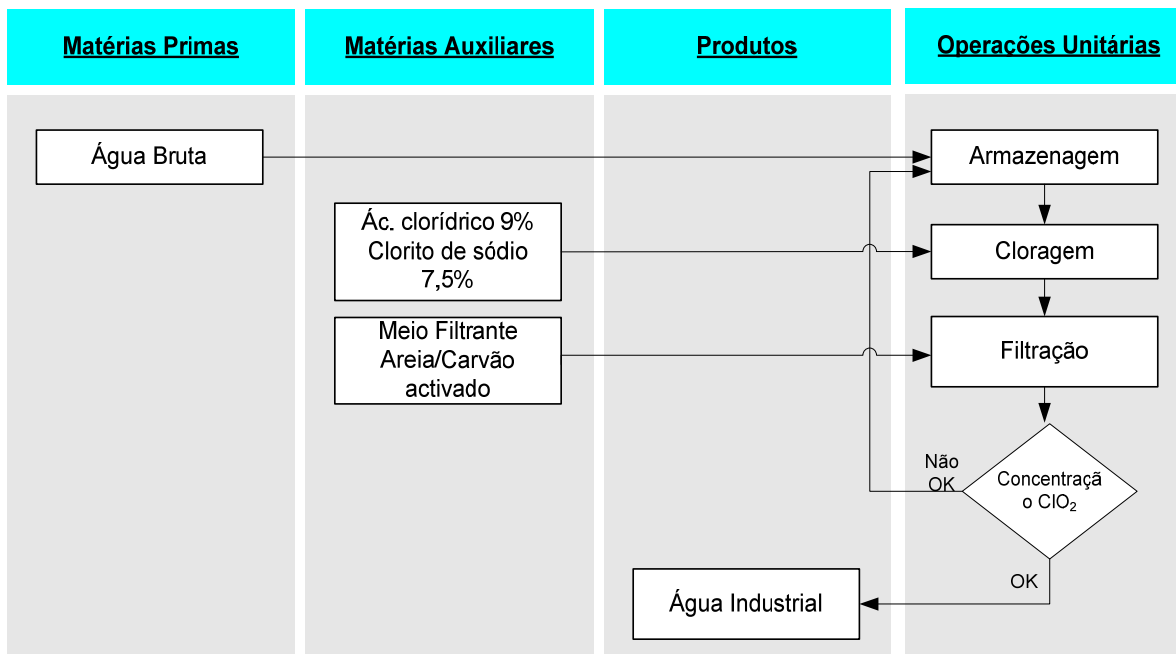 Matérias Primas
Matérias Auxiliares
Produtos
Operações Unitárias
Água Bruta
Armazenagem
Ác. clorídrico 9%
Clorito de sódio
7,5%
Cloragem
Meio Filtrante
Areia/Carvão
activado
Filtração
Não
OK
Concentraçã
o ClO₂
OK
Água Industrial